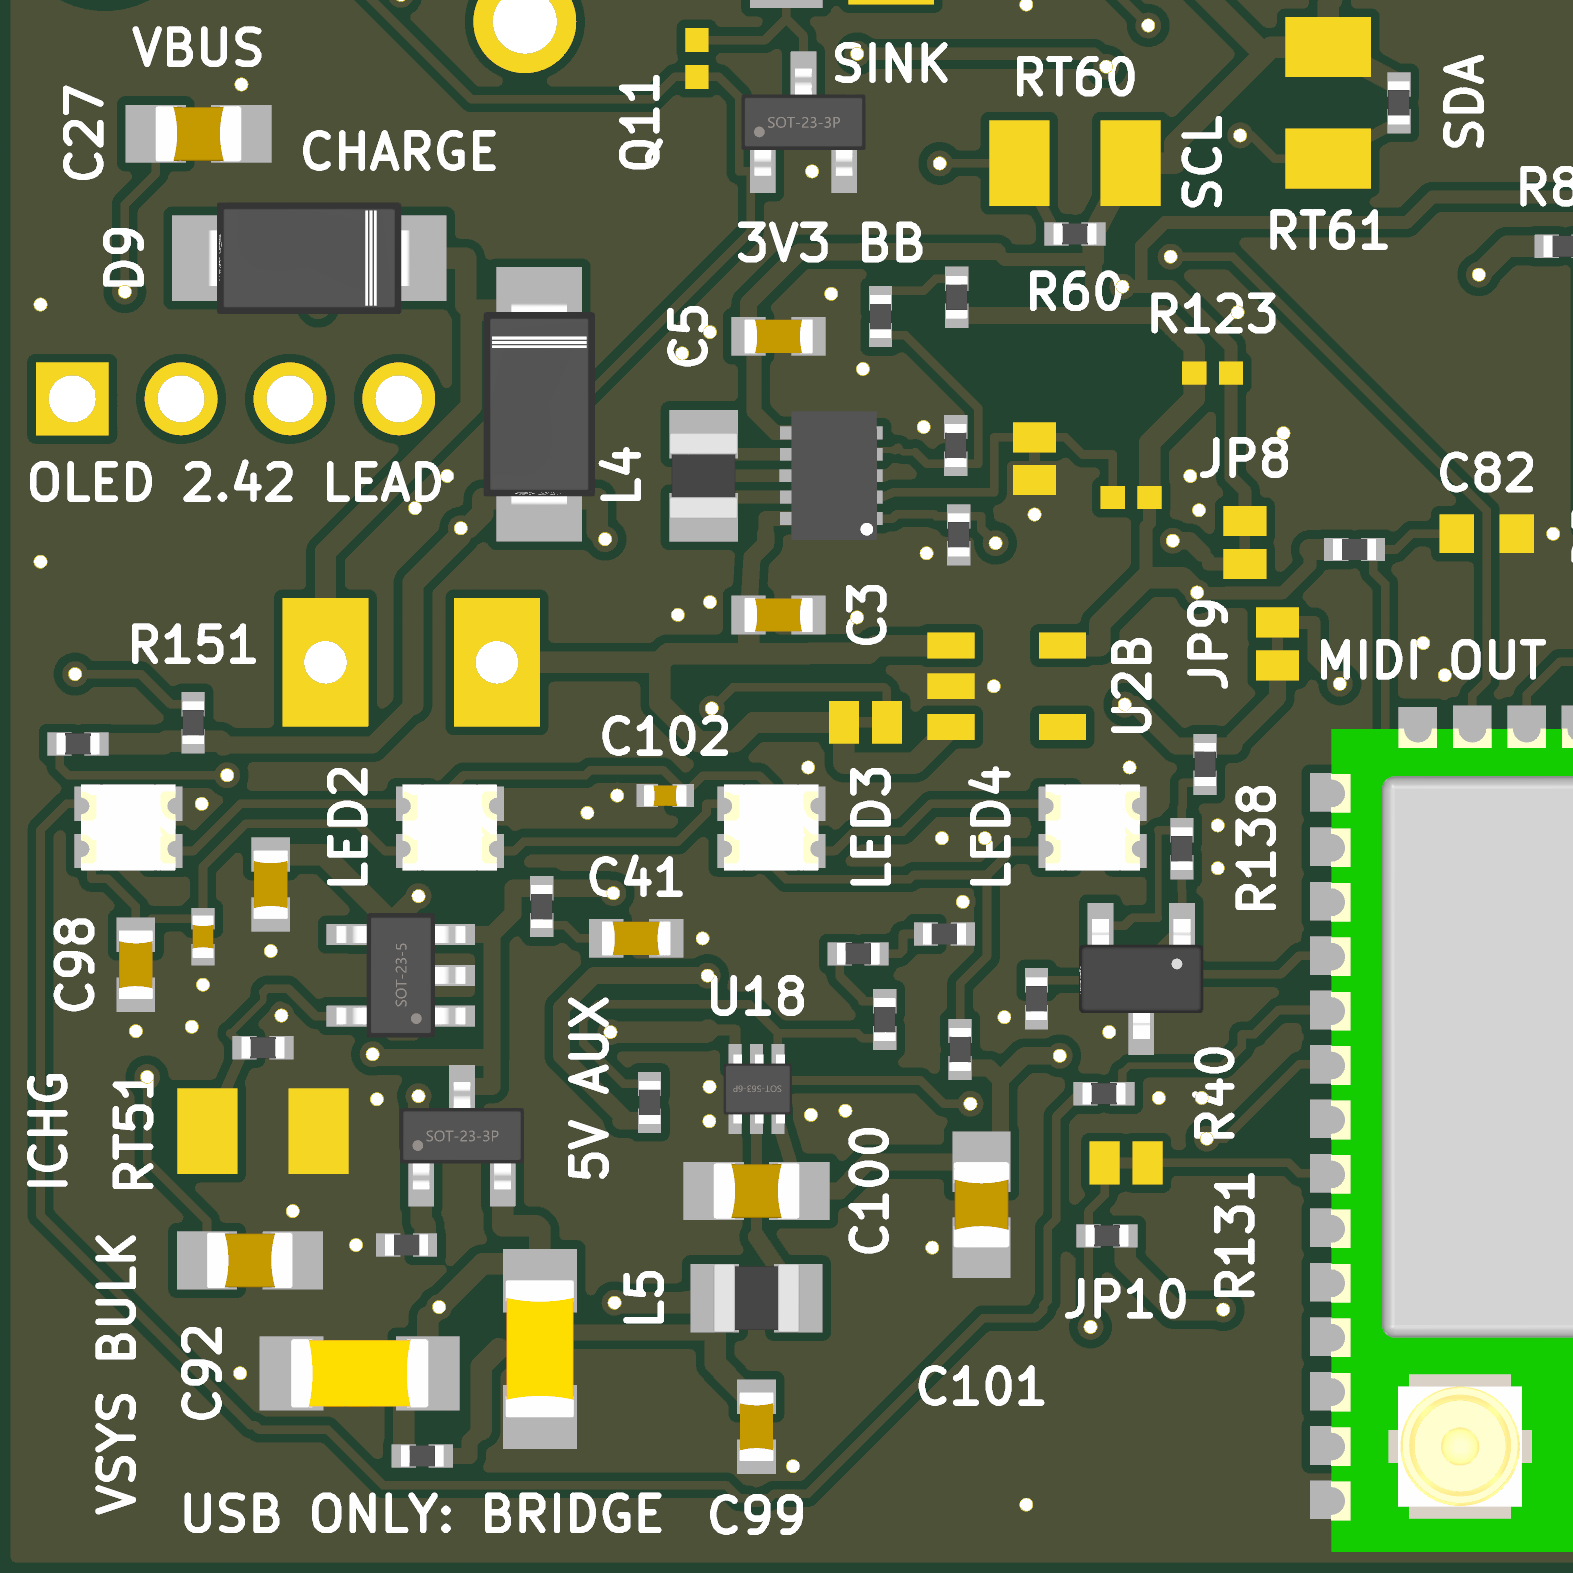 VBUS
SINK
RT60
SDA
C27
Q11
SOT-23-3P
CHARGE
SCL
R8
RT61
D9
3V3 BB
R60
R123
C5
OLED 2.42 LEAD
L4
JP8
C82
C3
R151
JP9
U2B
MIDI OUT
C102
LED2
LED3
LED4
R138
C41
C98
SOT-23-5
U18
5V AUX
ICHG
RT51
SOT-23-3P
SOT-563-6P
R40
C100
R131
VSYS BULK
L5
JP10
C92
C101
USB ONLY: BRIDGE
C99